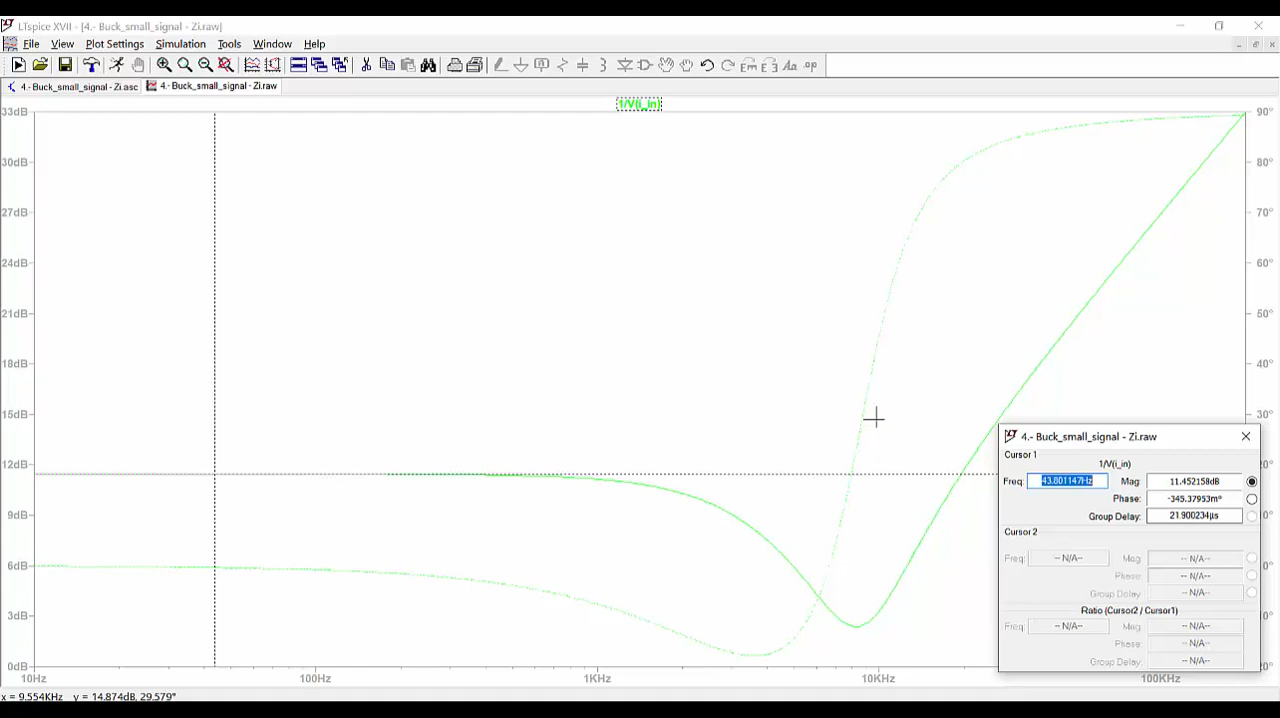 LTspice XVII - [4.- Buck_small_signal - Zi.raw]
File View Plot Settings Simulation Tools Window Help
4.- Buck_small_signal - Zi.asc 4.- Buck_small_signal - Zi.raw
1/V(i_in)
33dB 90°
30dB 80°
27dB 70°
24dB 60°
21dB 50°
18dB 40°
15dB 30°
12dB
9dB
6dB
3dB
0dB
10Hz 100Hz 1KHz 10KHz 100KHz
4.- Buck_small_signal - Zi.raw
Cursor 1
1/V(i_in)
Freq: 43.801147Hz Mag: 11.452158dB
Phase: -345.37953m°
Group Delay: 21.900234µs
Cursor 2
Freq: -- N/A-- Mag: -- N/A--
Phase: -- N/A--
Group Delay: -- N/A--
Ratio (Cursor2 / Cursor1)
Freq: -- N/A-- Mag: -- N/A--
Phase: -- N/A--
Group Delay: -- N/A--
x = 9.554KHz y = 14.874dB, 29.579°